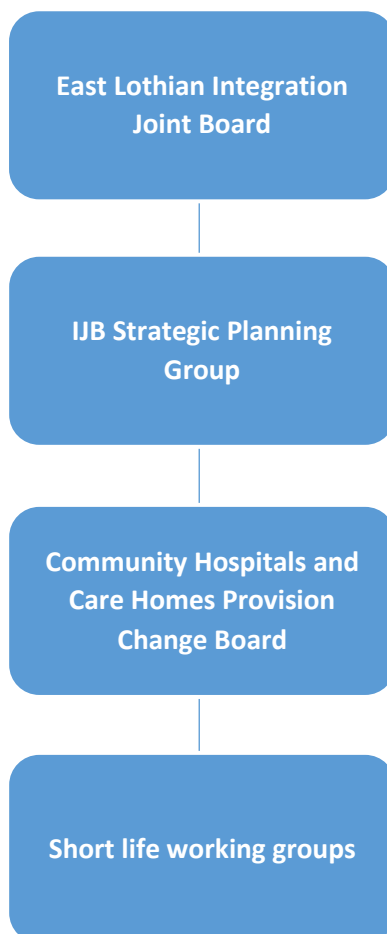 East Lothian Integration
Joint Board
IJB Strategic Planning
Group
Community Hospitals and
Care Homes Provision
Change Board
Short life working groups